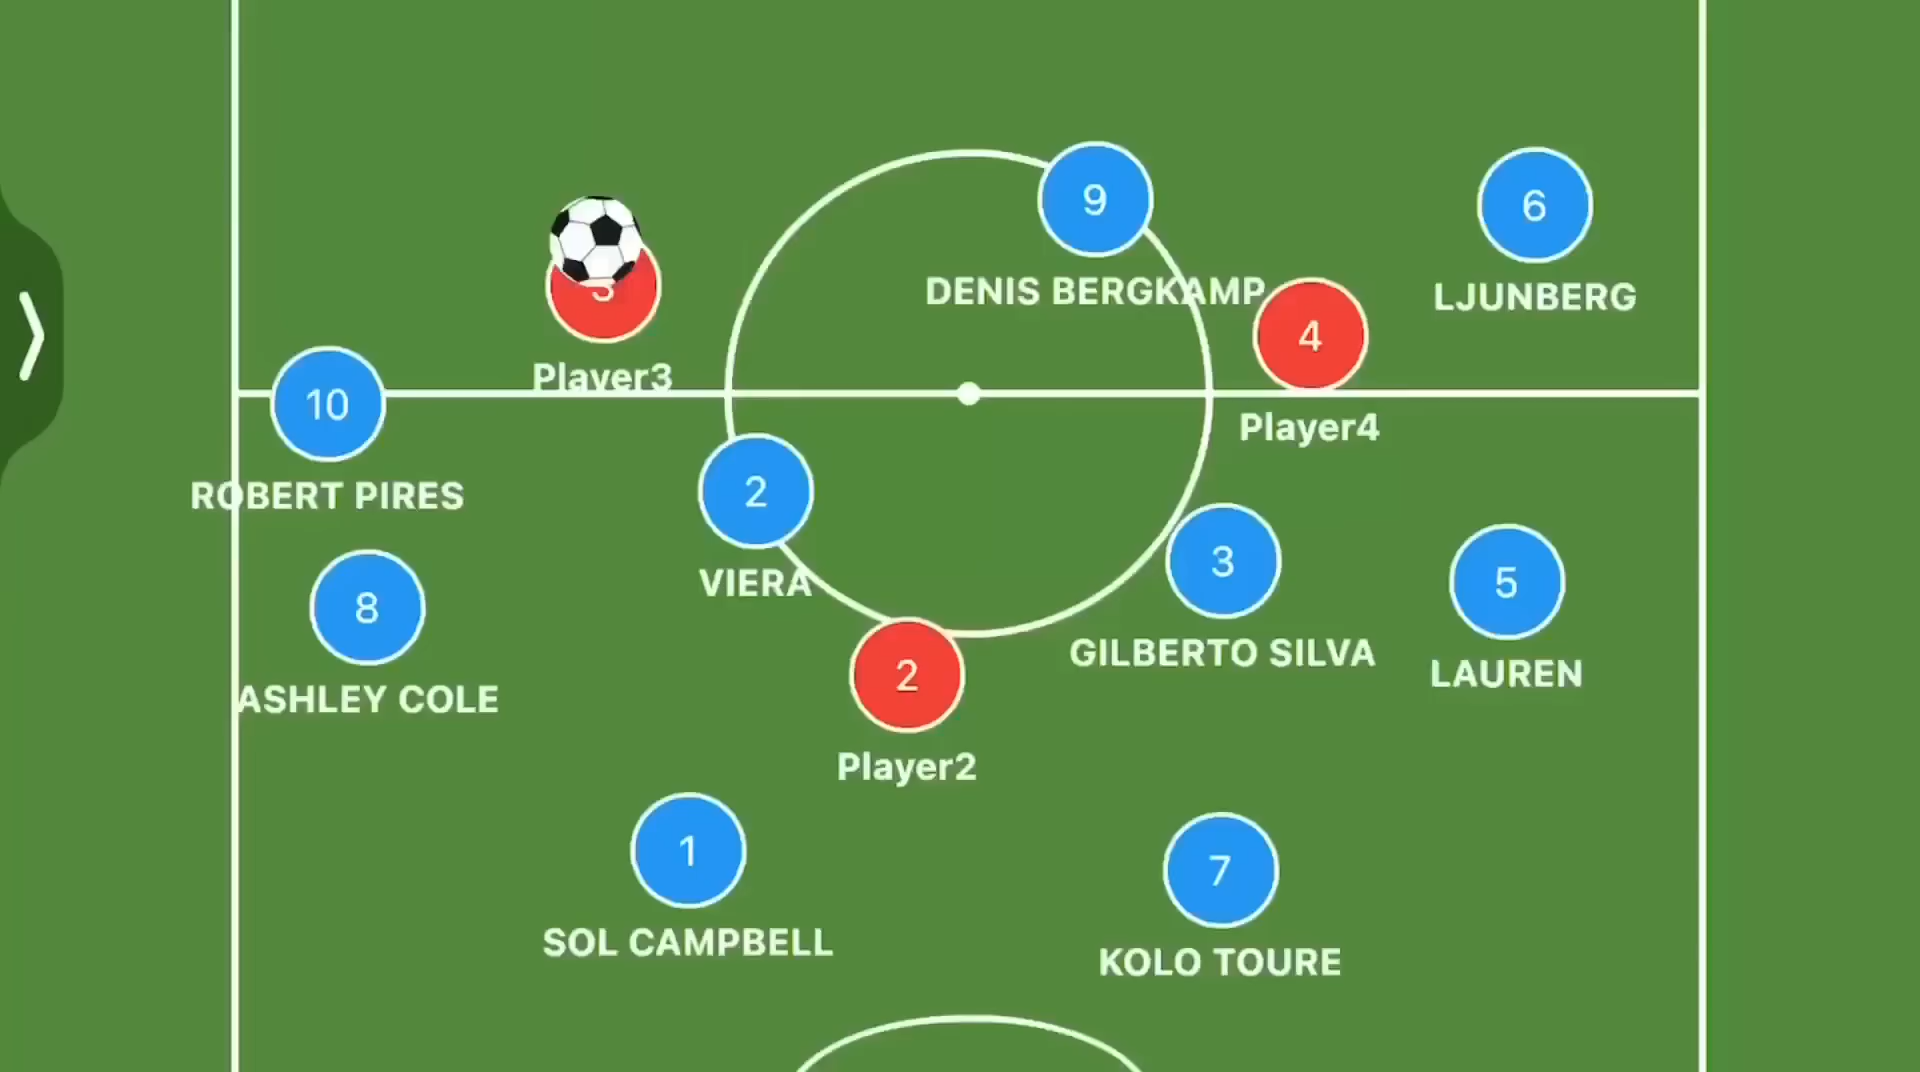 9
DENIS BERGKAMP
6
LJUNBERG
3
Player3
4
Player4
10
ROBERT PIRES
2
VIERA
3
GILBERTO SILVA
5
LAUREN
8
ASHLEY COLE
2
Player2
1
SOL CAMPBELL
7
KOLO TOURE